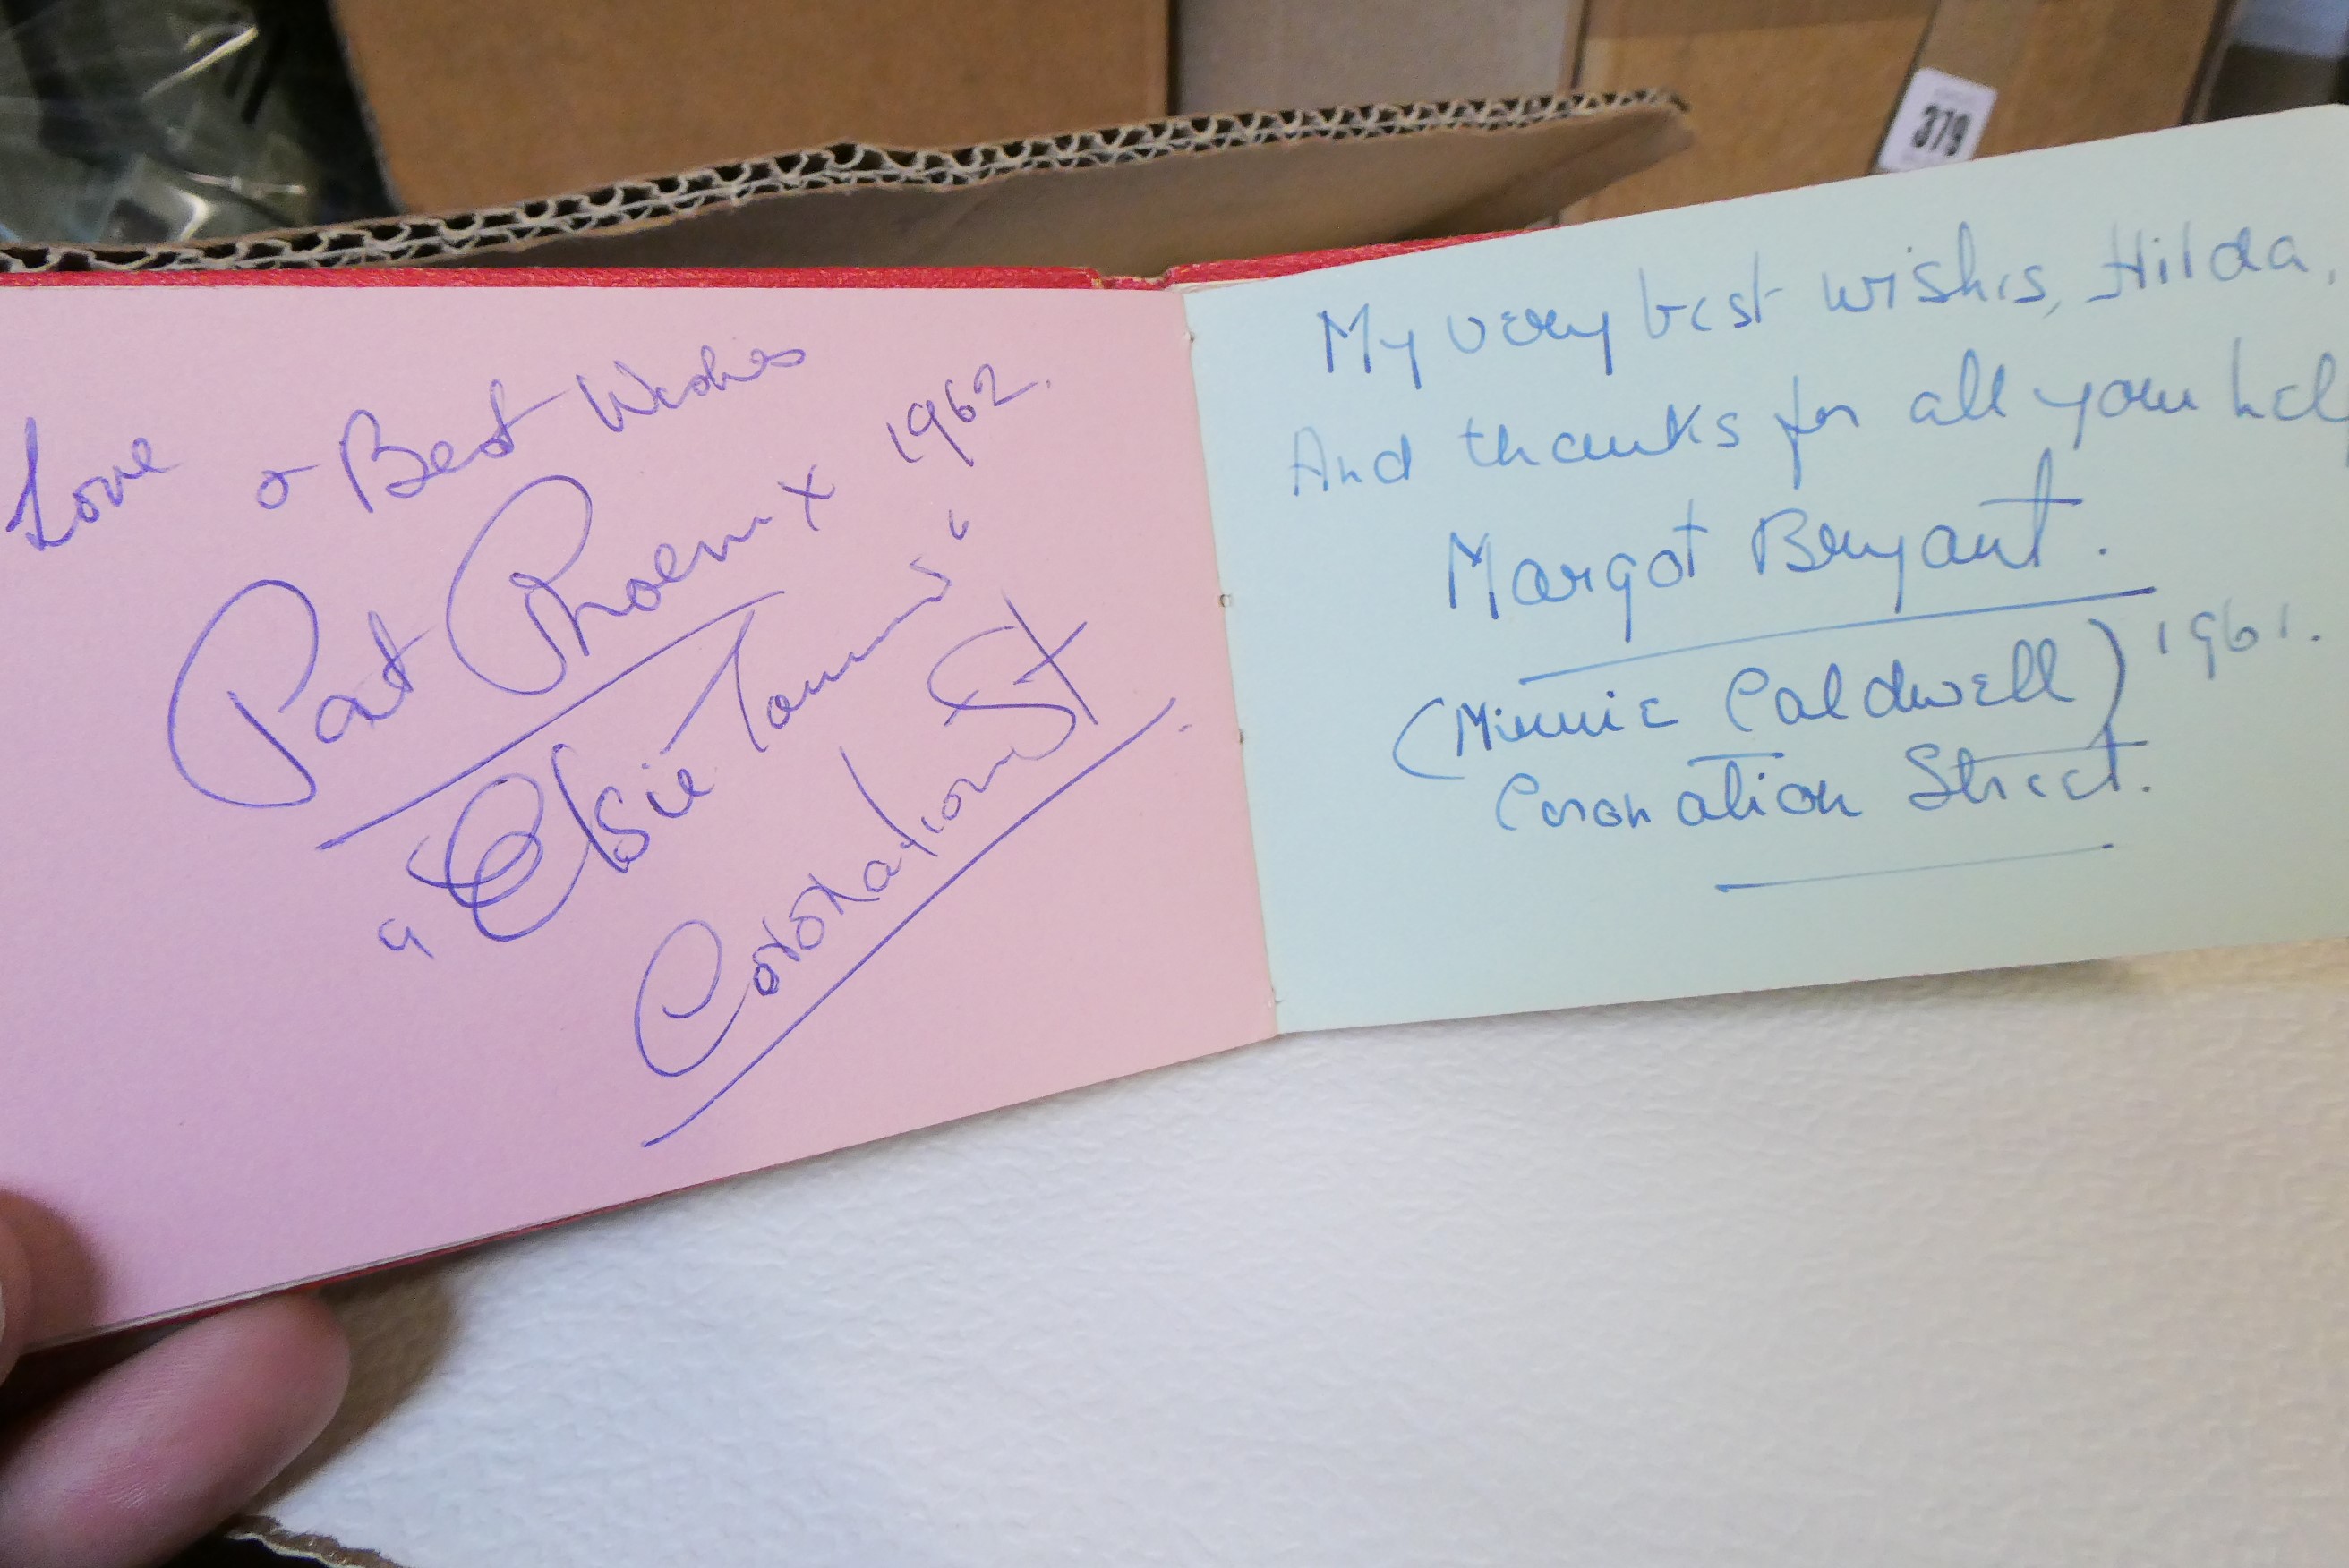 Love & Best Wishes
Pat Phoenix 1962.
"Elsie Tanner"
Coronation St
My very best wishes, Hilda,
And thanks for all your help
Margot Bryant.
(Minnie Caldwell) 1961.
Coronation Street.
379